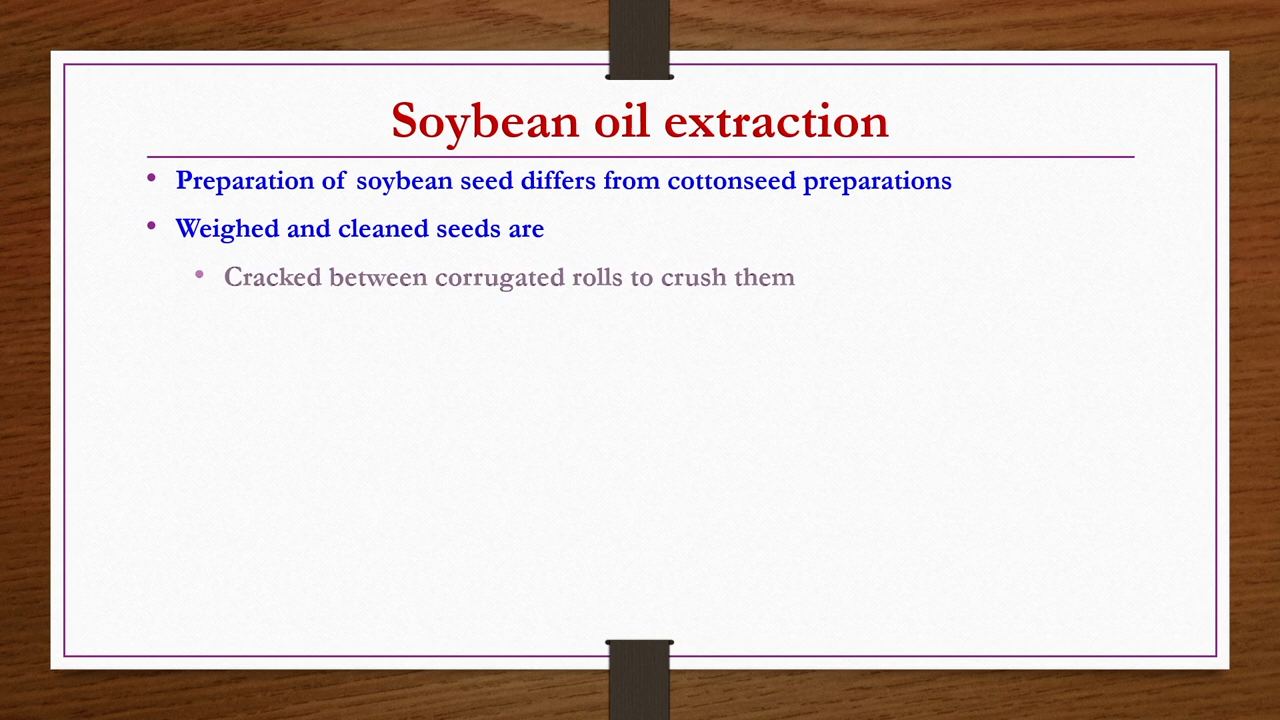 Soybean oil extraction
• Preparation of soybean seed differs from cottonseed preparations
• Weighed and cleaned seeds are
• Cracked between corrugated rolls to crush them